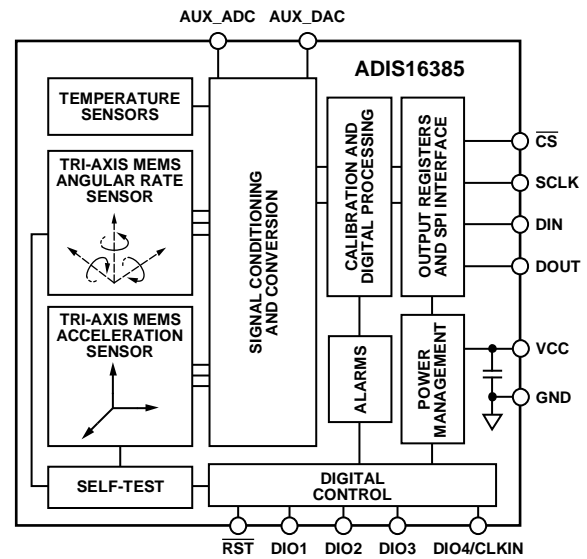 AUX_ADC AUX_DAC
ADIS16385
TEMPERATURE
SENSORS
TRI-AXIS MEMS
ANGULAR RATE
SENSOR
TRI-AXIS MEMS
ACCELERATION
SENSOR
SELF-TEST
SIGNAL CONDITIONING
AND CONVERSION
CALIBRATION AND
DIGITAL PROCESSING
OUTPUT REGISTERS
AND SPI INTERFACE
ALARMS
POWER
MANAGEMENT
DIGITAL
CONTROL
CS
SCLK
DIN
DOUT
VCC
GND
RST DIO1 DIO2 DIO3 DIO4/CLKIN